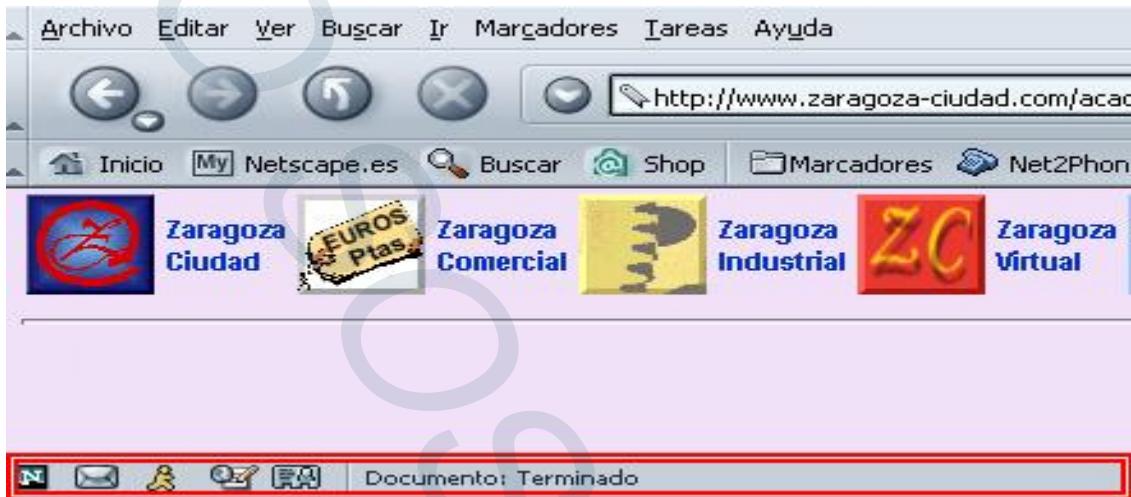 Archivo Editar Ver Buscar Ir Marcadores Tareas Ayuda
http://www.zaragoza-ciudad.com/acad
Inicio My Netscape.es Buscar Shop Marcadores Net2Phon
Zaragoza Ciudad EUROS Ptas. Zaragoza Comercial Zaragoza Industrial ZC Zaragoza Virtual
N Documento: Terminado